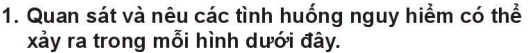 1. Quan sát và nêu các tình huống nguy hiểm có thể
xảy ra trong mỗi hình dưới đây.